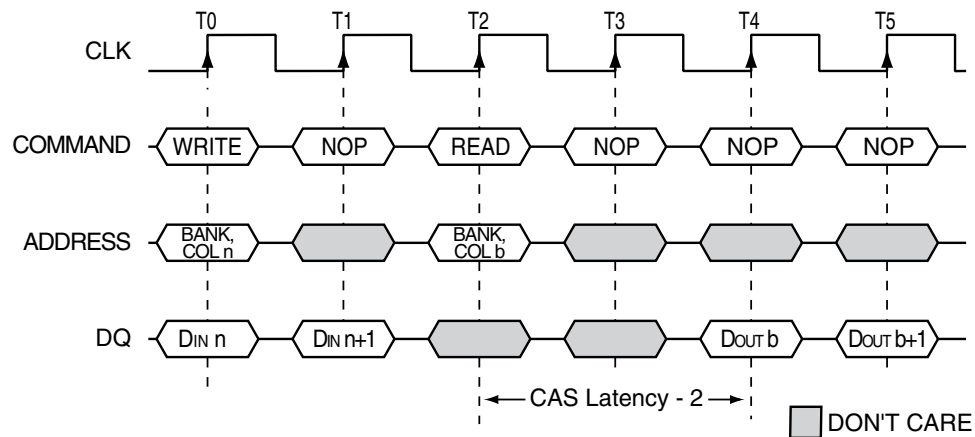 T0 T1 T2 T3 T4 T5
CLK
COMMAND WRITE NOP READ NOP NOP NOP
ADDRESS
BANK,
COL n
BANK,
COL b
DQ DIN n DIN n+1 DOUT b DOUT b+1
CAS Latency - 2
DON'T CARE